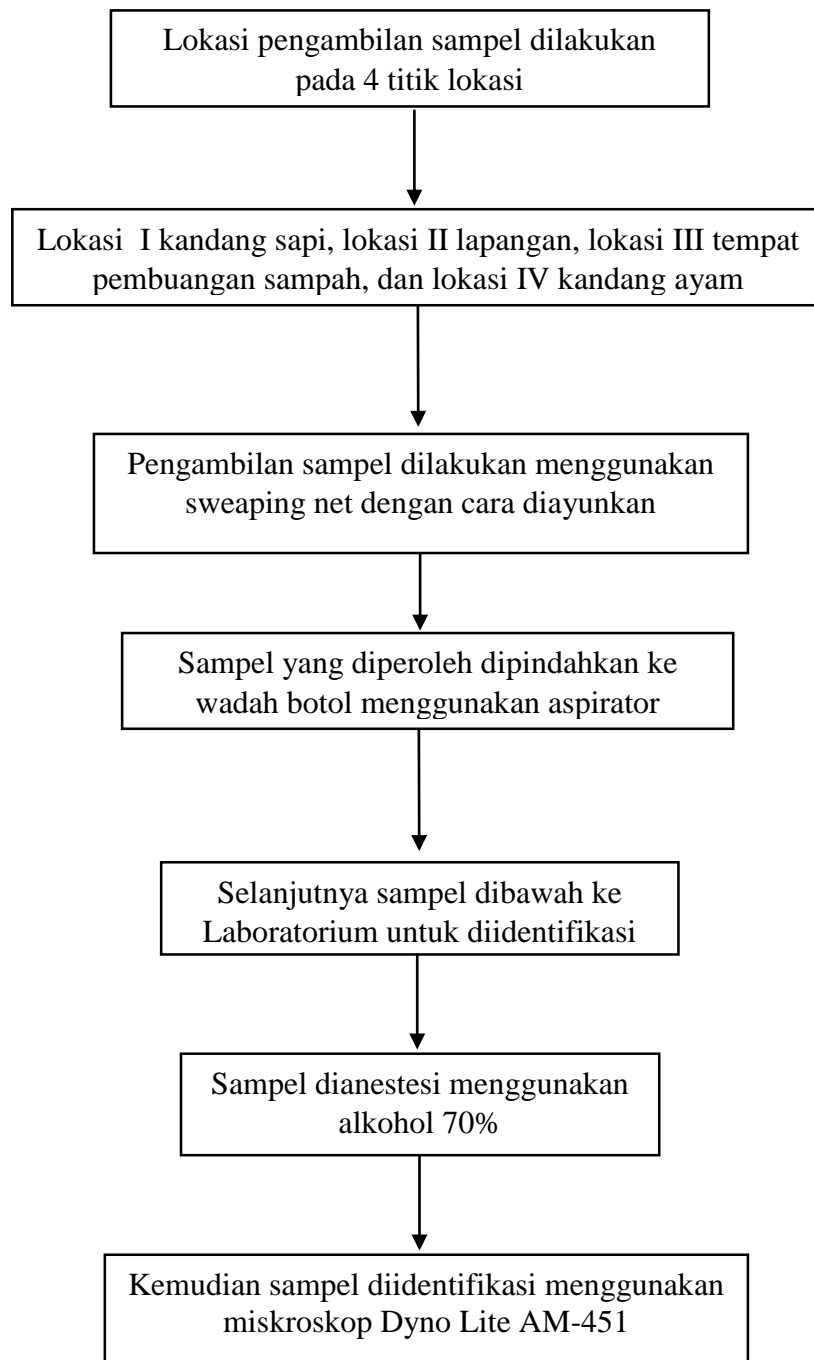 Lokasi pengambilan sampel dilakukan
pada 4 titik lokasi
Lokasi I kandang sapi, lokasi II lapangan, lokasi III tempat
pembuangan sampah, dan lokasi IV kandang ayam
Pengambilan sampel dilakukan menggunakan
sweaping net dengan cara diayunkan
Sampel yang diperoleh dipindahkan ke
wadah botol menggunakan aspirator
Selanjutnya sampel dibawah ke
Laboratorium untuk diidentifikasi
Sampel dianestesi menggunakan
alkohol 70%
Kemudian sampel diidentifikasi menggunakan
miskroskop Dyno Lite AM-451